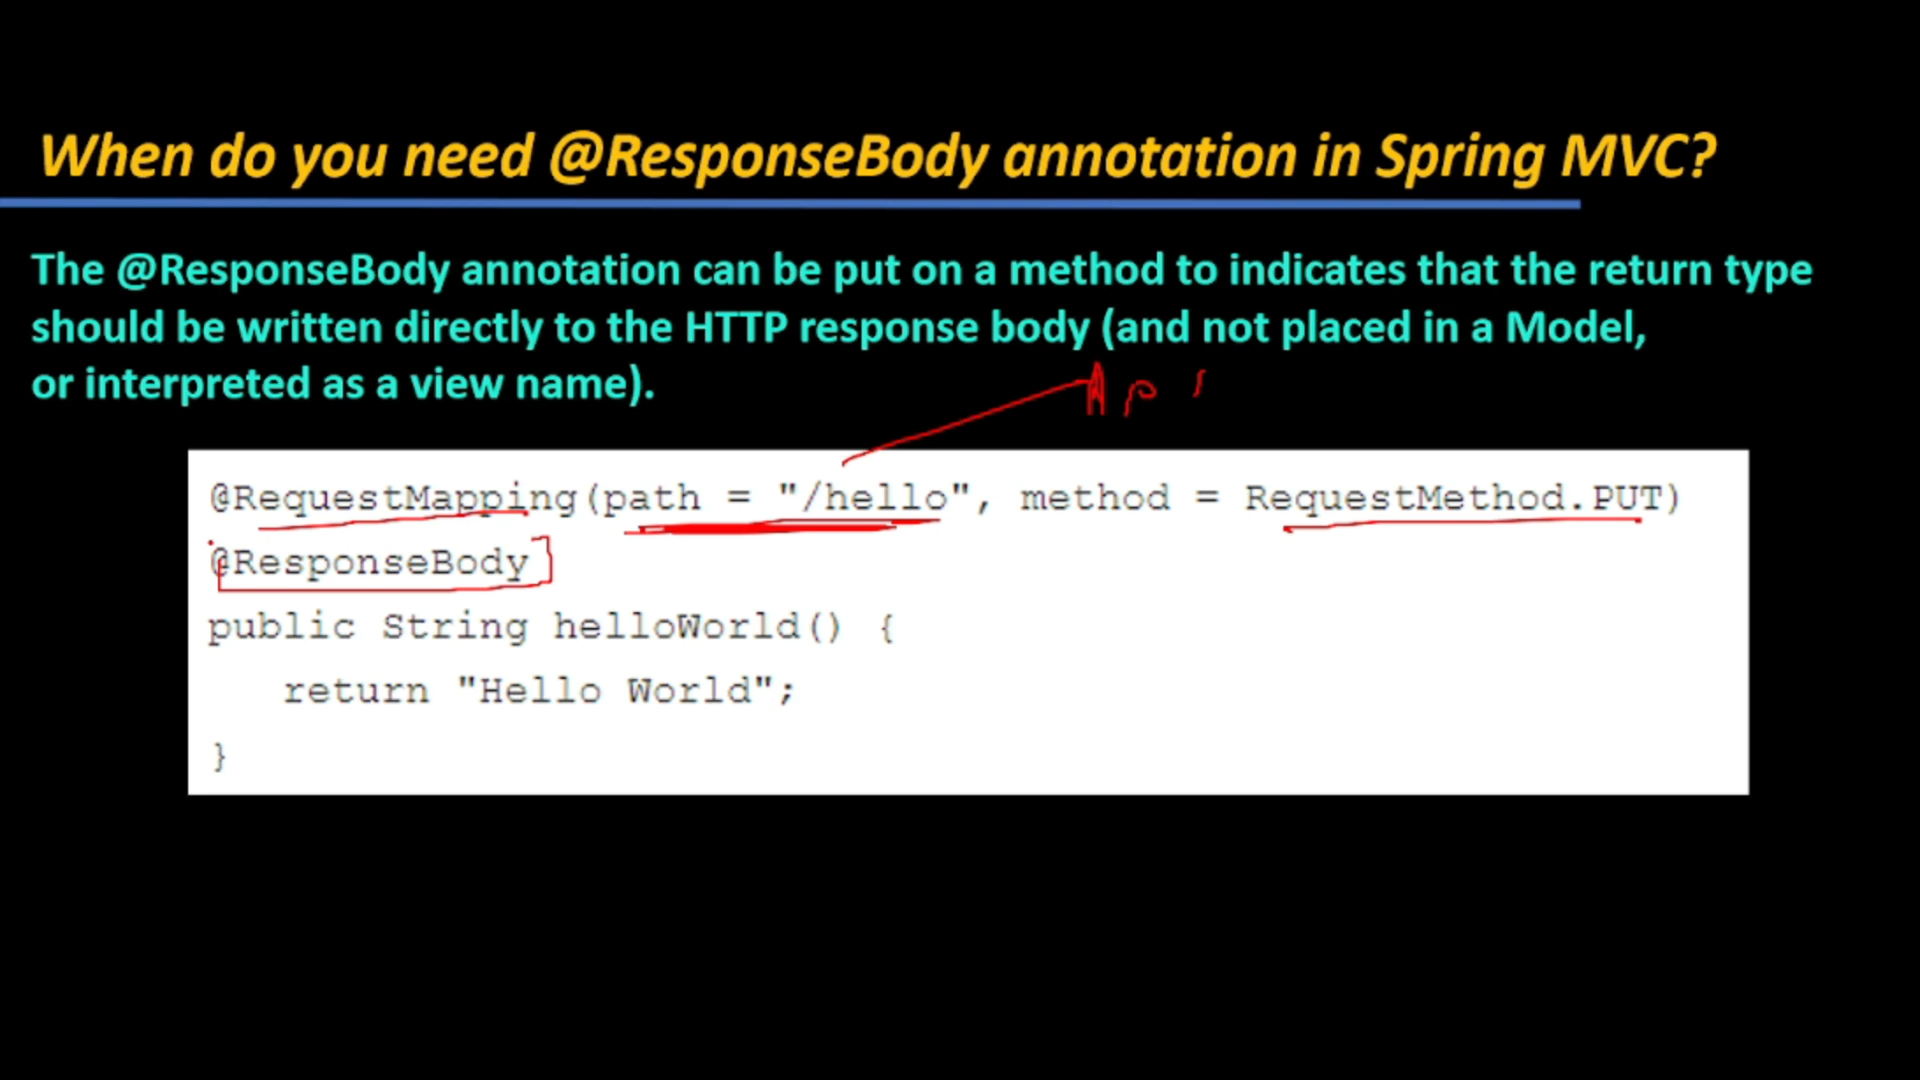 When do you need @ResponseBody annotation in Spring MVC?
The @ResponseBody annotation can be put on a method to indicates that the return type
should be written directly to the HTTP response body (and not placed in a Model,
or interpreted as a view name).
@RequestMapping(path = "/hello", method = RequestMethod.PUT)
@ResponseBody
public String helloWorld() {
return "Hello World";
}